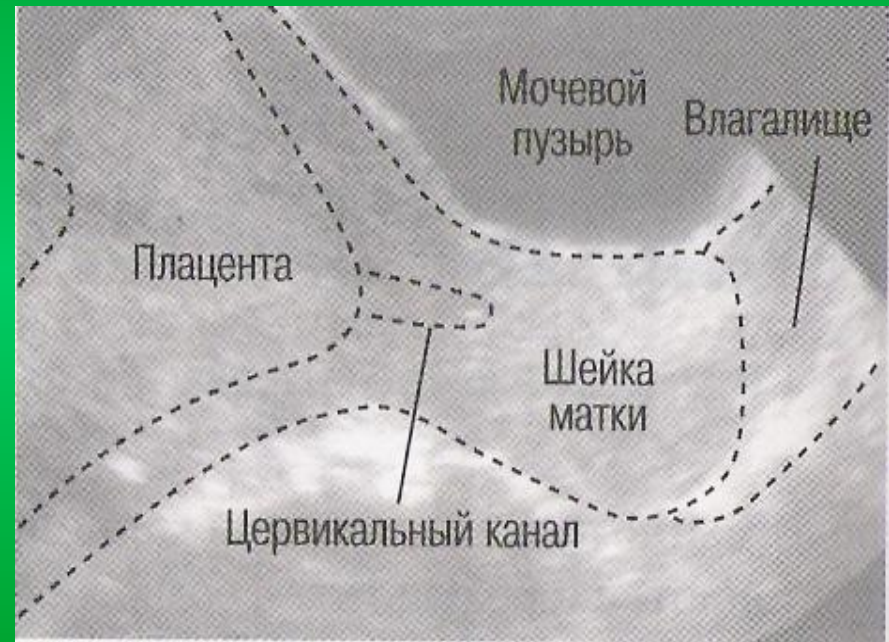 Мочевой
пузырь
Влагалище
Плацента
Шейка
матки
Цервикальный канал